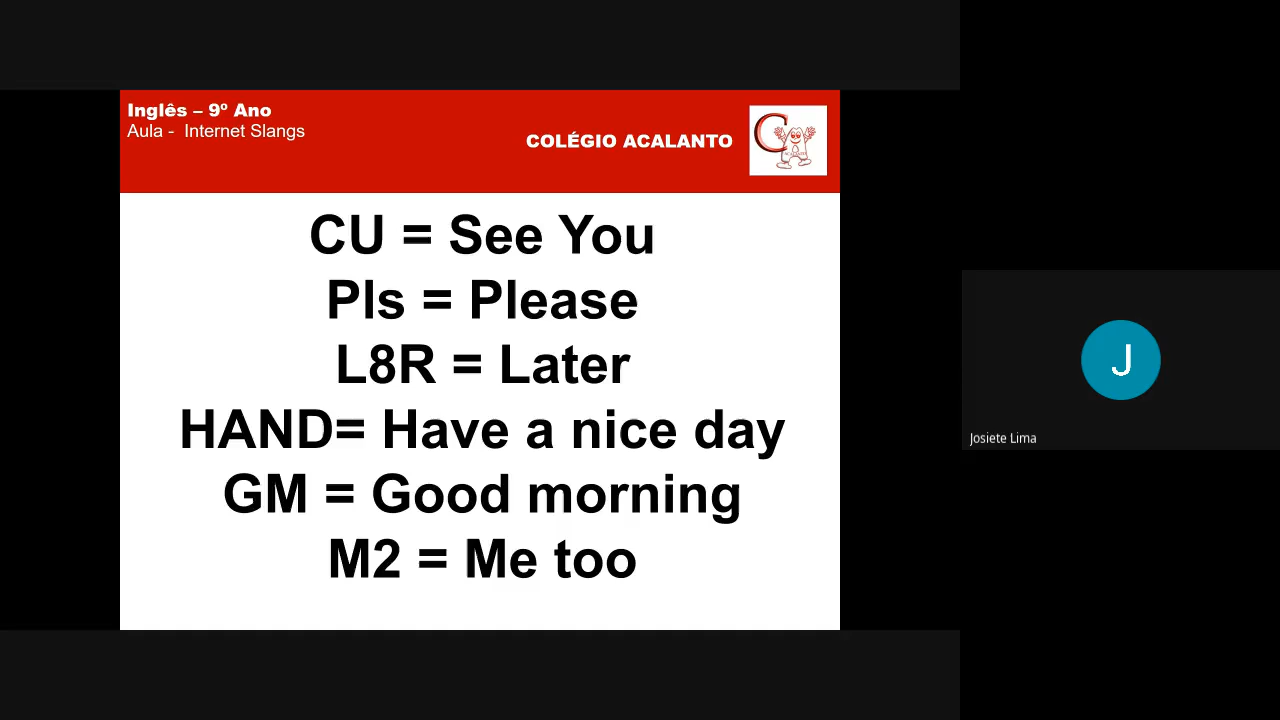 Inglês – 9º Ano
Aula - Internet Slangs
COLÉGIO ACALANTO
CU = See You
Pls = Please
L8R = Later
HAND= Have a nice day
GM = Good morning
M2 = Me too
J
Josiete Lima